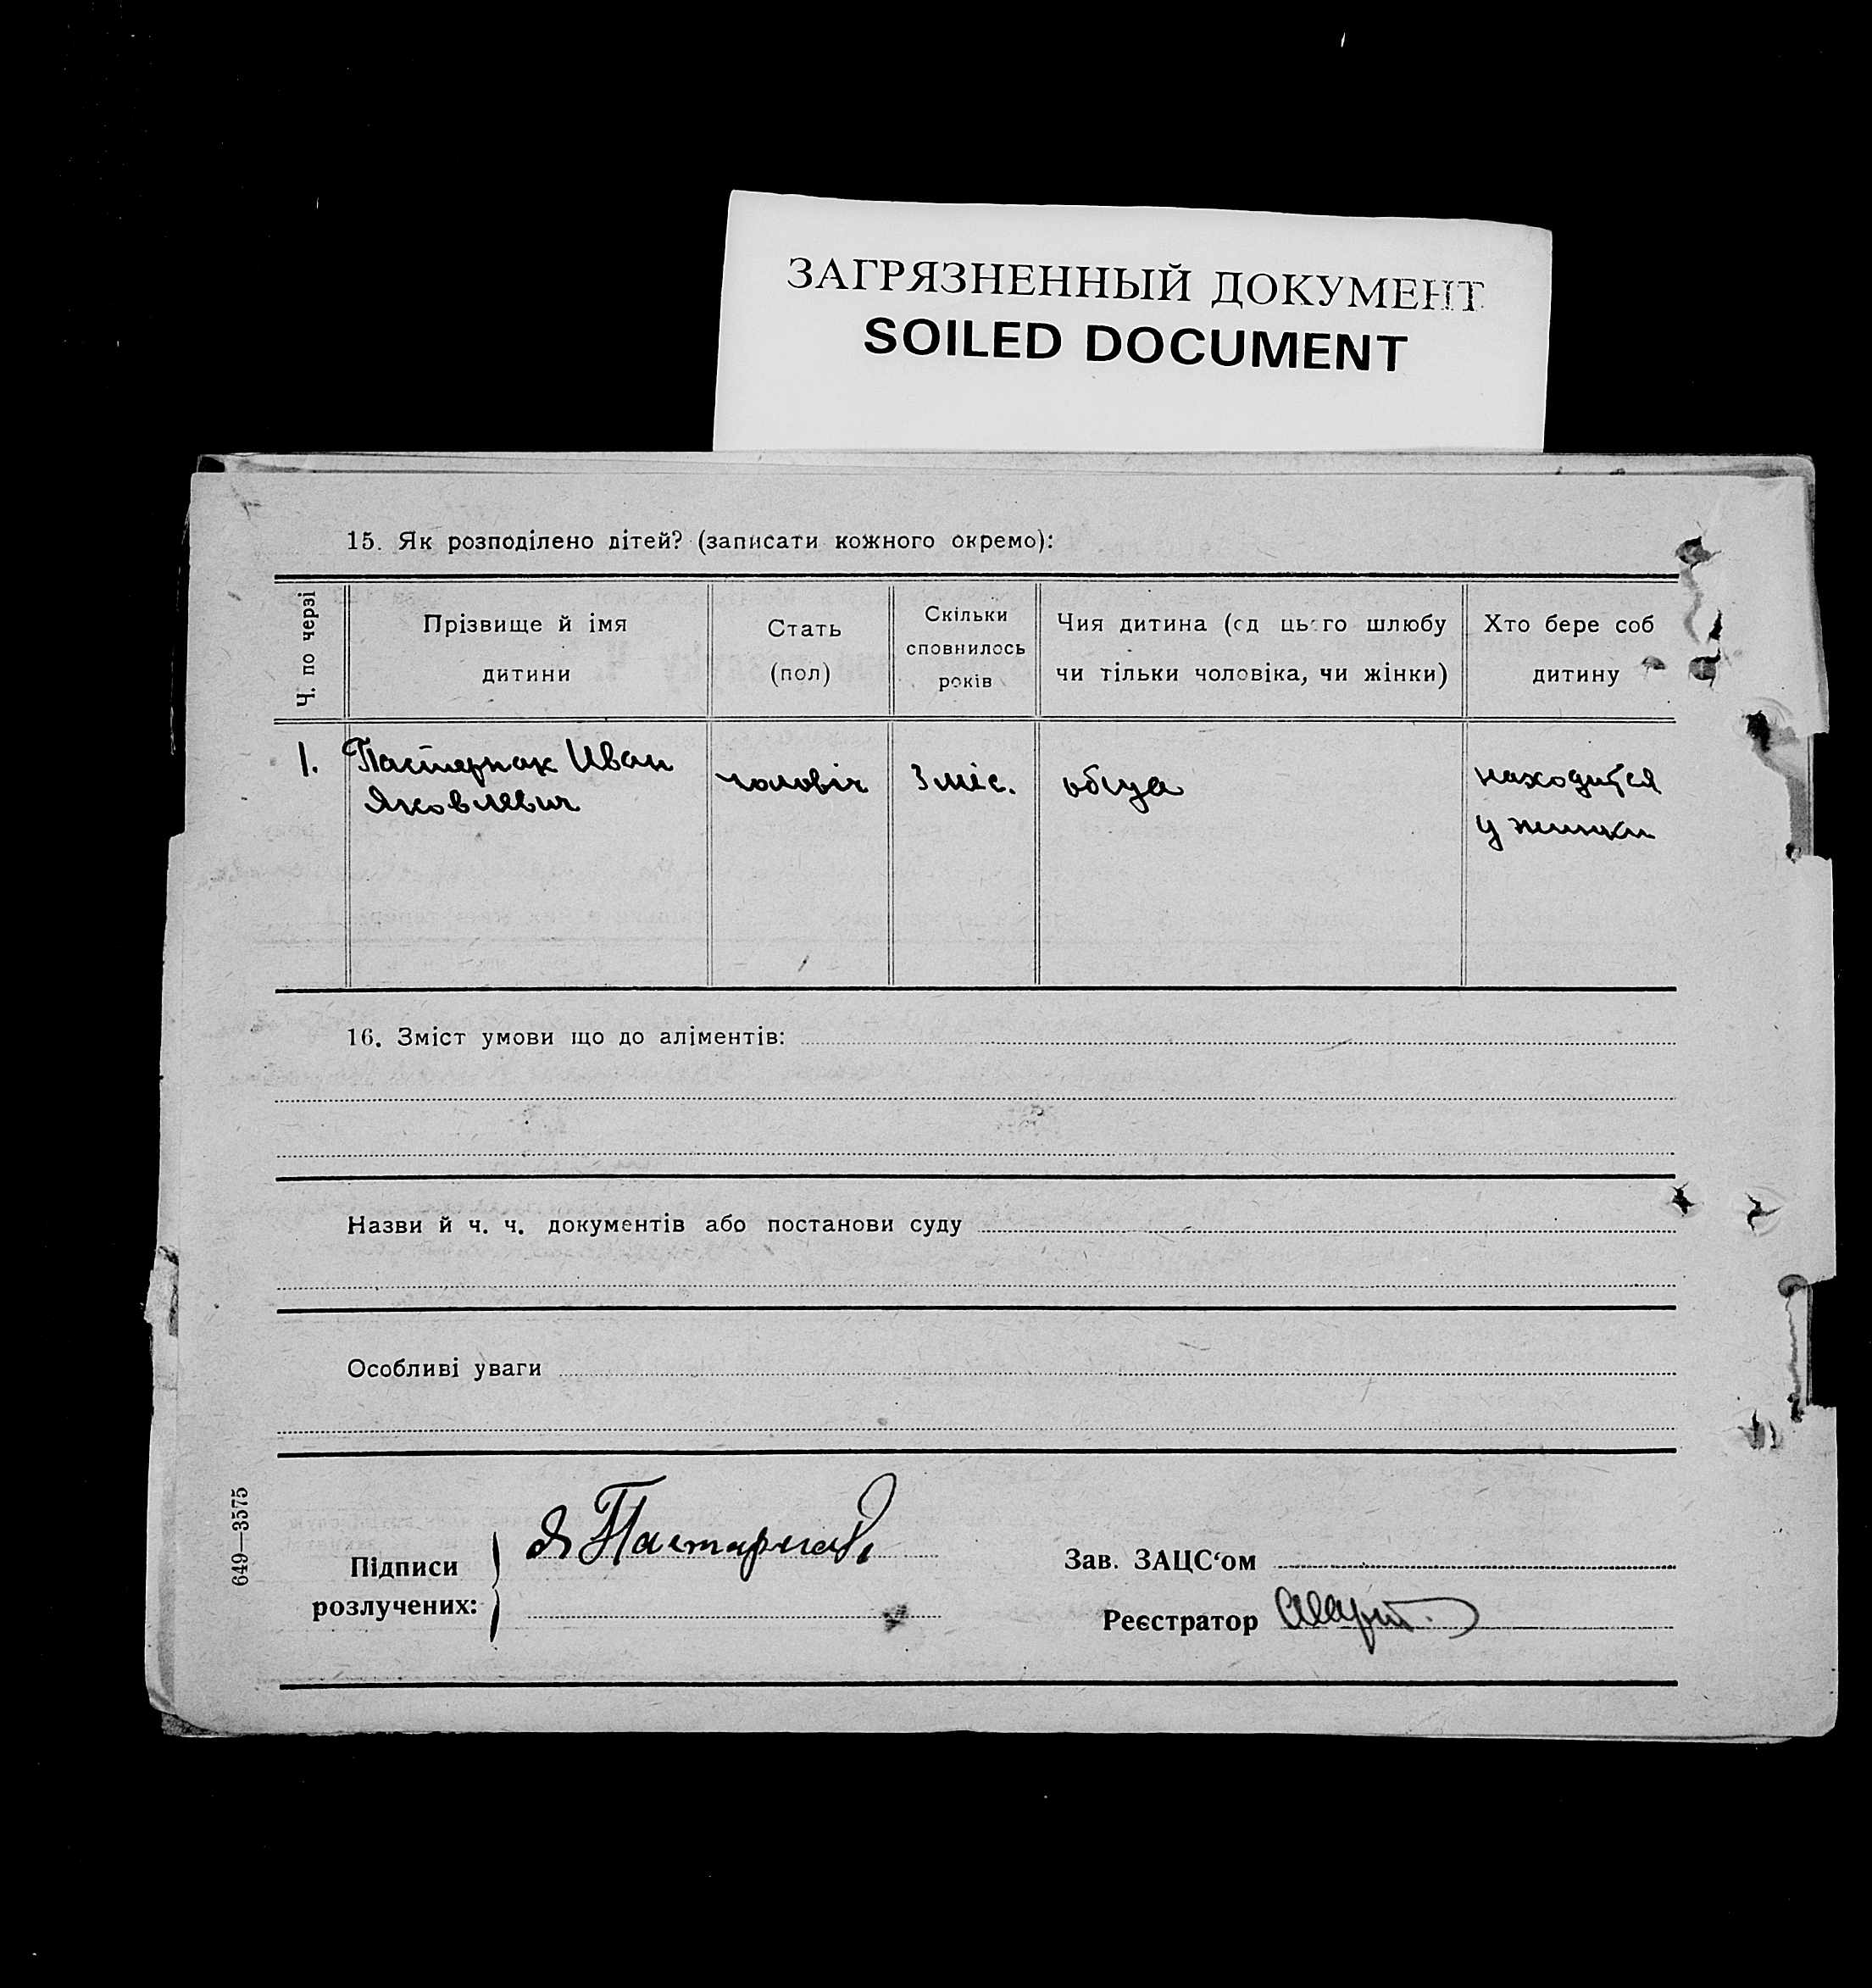 ЗАГРЯЗНЕННЫЙ ДОКУМЕНТ
SOILED DOCUMENT
15. Як розподілено дітей? (записати кожного окремо):
Ч. по черзі
Прізвище й імя
дитини
Стать
(пол)
Скільки
сповнилось
років
Чия дитина (од цього шлюбу
чи тільки чоловіка, чи жінки)
Хто бере соб
дитину
1. Пастернак Иван
Яковлевич
чоловіч
3 міс.
обща
находится
у жинки
16. Зміст умови що до аліментів:
Назви й ч. ч. документів або постанови суду
Особливі уваги
649—3575
Підписи
розлучених:
Я Пастернак
Зав. ЗАЦС‘ом
Реєстратор